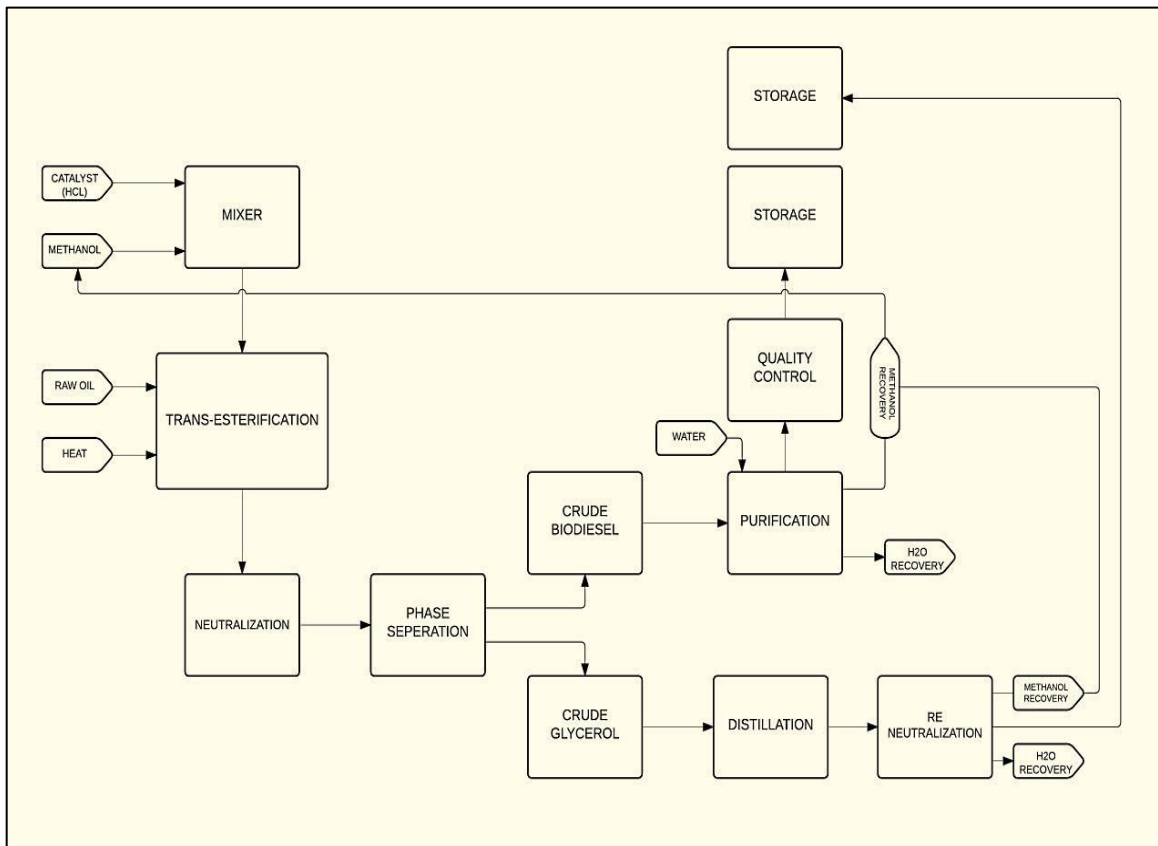 STORAGE
CATALYST
(HCL)
MIXER
STORAGE
METHANOL
QUALITY
CONTROL
METHANOL
RECOVERY
RAW OIL
TRANS-ESTERIFICATION
HEAT
WATER
CRUDE
BIODIESEL
PURIFICATION
H2O
RECOVERY
NEUTRALIZATION
PHASE
SEPERATION
CRUDE
GLYCEROL
DISTILLATION
RE
NEUTRALIZATION
METHANOL
RECOVERY
H2O
RECOVERY